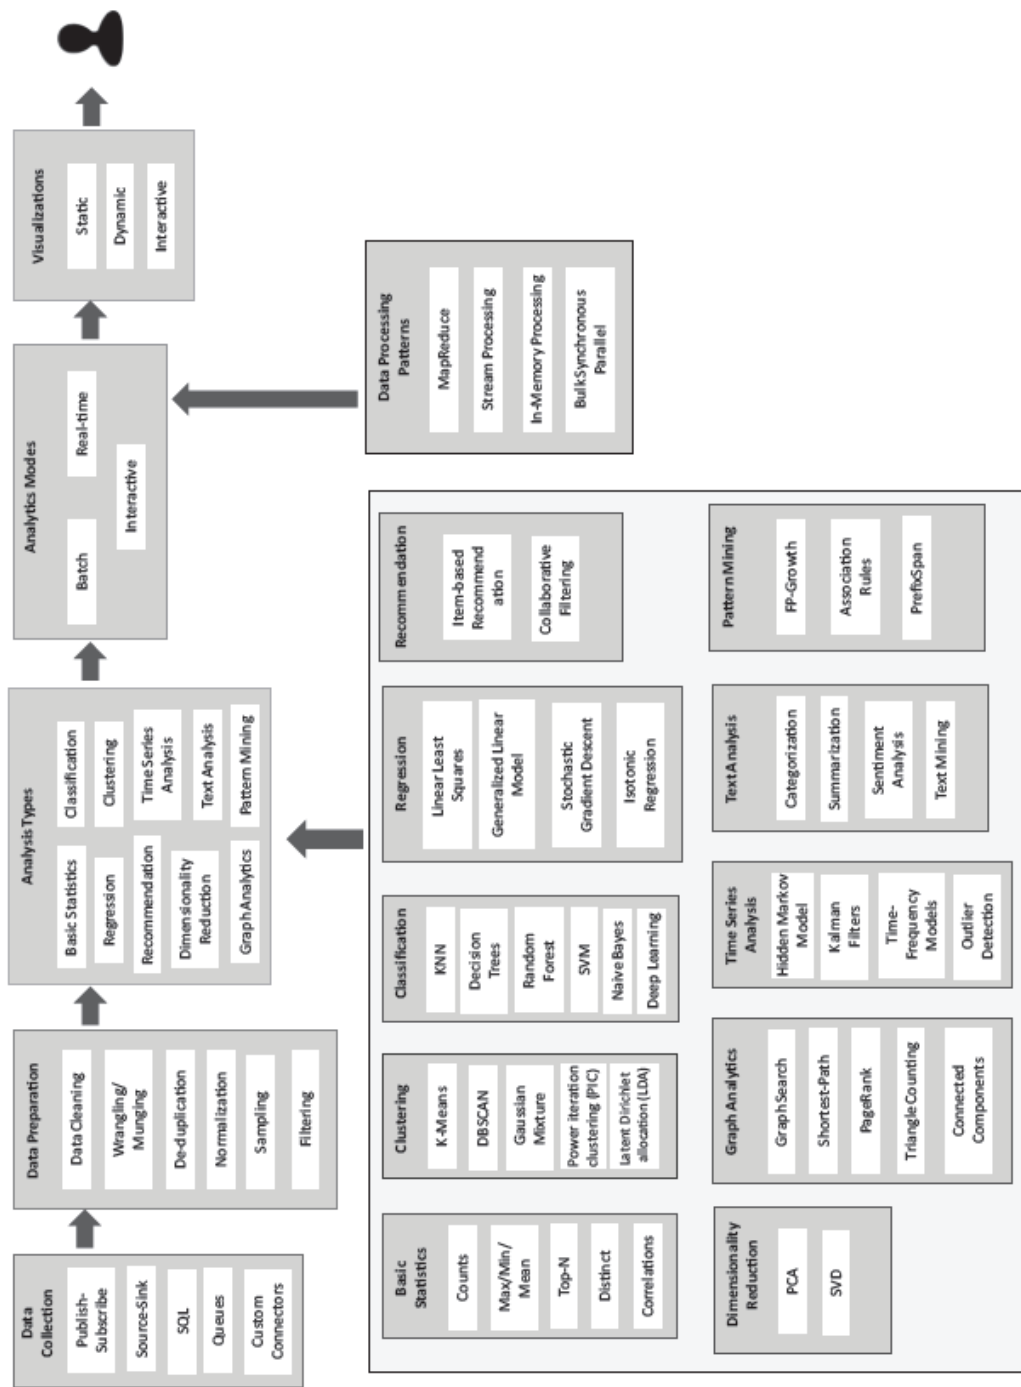 Data
Collection
Publish-
Subscribe
Source-Sink
SQL
Queues
Custom
Connectors
Data Preparation
Data Cleaning
Wrangling/
Munging
De-duplication
Normalization
Sampling
Filtering
Analysis Types
Basic Statistics
Regression
Recommendation
Dimensionality
Reduction
Graph Analytics
Classification
Clustering
Time Series
Analysis
Text Analysis
Pattern Mining
Analytics Modes
Batch
Real-time
Interactive
Visualizations
Static
Dynamic
Interactive
Basic
Statistics
Counts
Max/Min/
Mean
Top-N
Distinct
Correlations
Clustering
K-Means
DBSCAN
Gaussian
Mixture
Power iteration
clustering (PIC)
Latent Dirichlet
allocation (LDA)
Classification
KNN
Decision
Trees
Random
Forest
SVM
Naive Bayes
Deep Learning
Regression
Linear Least
Squares
Generalized Linear
Model
Stochastic
Gradient Descent
Isotonic
Regression
Recommendation
Item-based
Recommend
ation
Collaborative
Filtering
Data Processing
Patterns
MapReduce
Stream Processing
In-Memory Processing
Bulk Synchronous
Parallel
Dimensionality
Reduction
PCA
SVD
Graph Analytics
Graph Search
Shortest-Path
PageRank
Triangle Counting
Connected
Components
Time Series
Analysis
Hidden Markov
Model
Kalman
Filters
Time-
Frequency
Models
Outlier
Detection
Text Analysis
Categorization
Summarization
Sentiment
Analysis
Text Mining
Pattern Mining
FP-Growth
Association
Rules
PrefixSpan